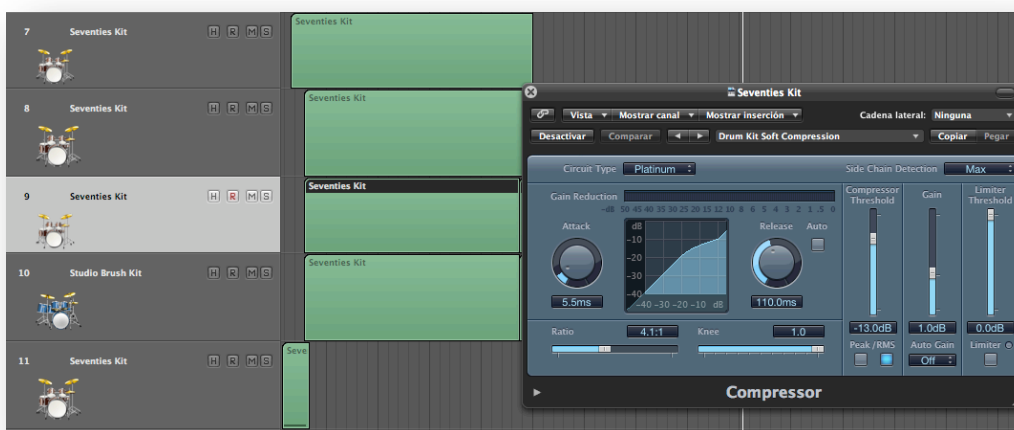 7 Seventies Kit H R M S
Seventies Kit
8 Seventies Kit H R M S
Seventies Kit
9 Seventies Kit H R M S
Seventies Kit
10 Studio Brush Kit H R M S
Seventies Kit
11 Seventies Kit H R M S
Seve
Seventies Kit
Vista Mostrar canal Mostrar inserción Cadena lateral: Ninguna
Desactivar Comparar Drum Kit Soft Compression Copiar Pegar
Circuit Type Platinum Side Chain Detection Max
Gain Reduction
-dB 50 45 40 35 30 25 20 15 12 10 8 6 5 4 3 2 1 .5 0
Attack
dB
-10
-20
-30
-40
-40 -30 -20 -10 dB
5.5ms
Release Auto
110.0ms
Compressor Threshold
-13.0dB
Gain
1.0dB
Limiter Threshold
0.0dB
Ratio 4.1:1 Knee 1.0
Peak/RMS
Auto Gain
Off
Limiter
Compressor